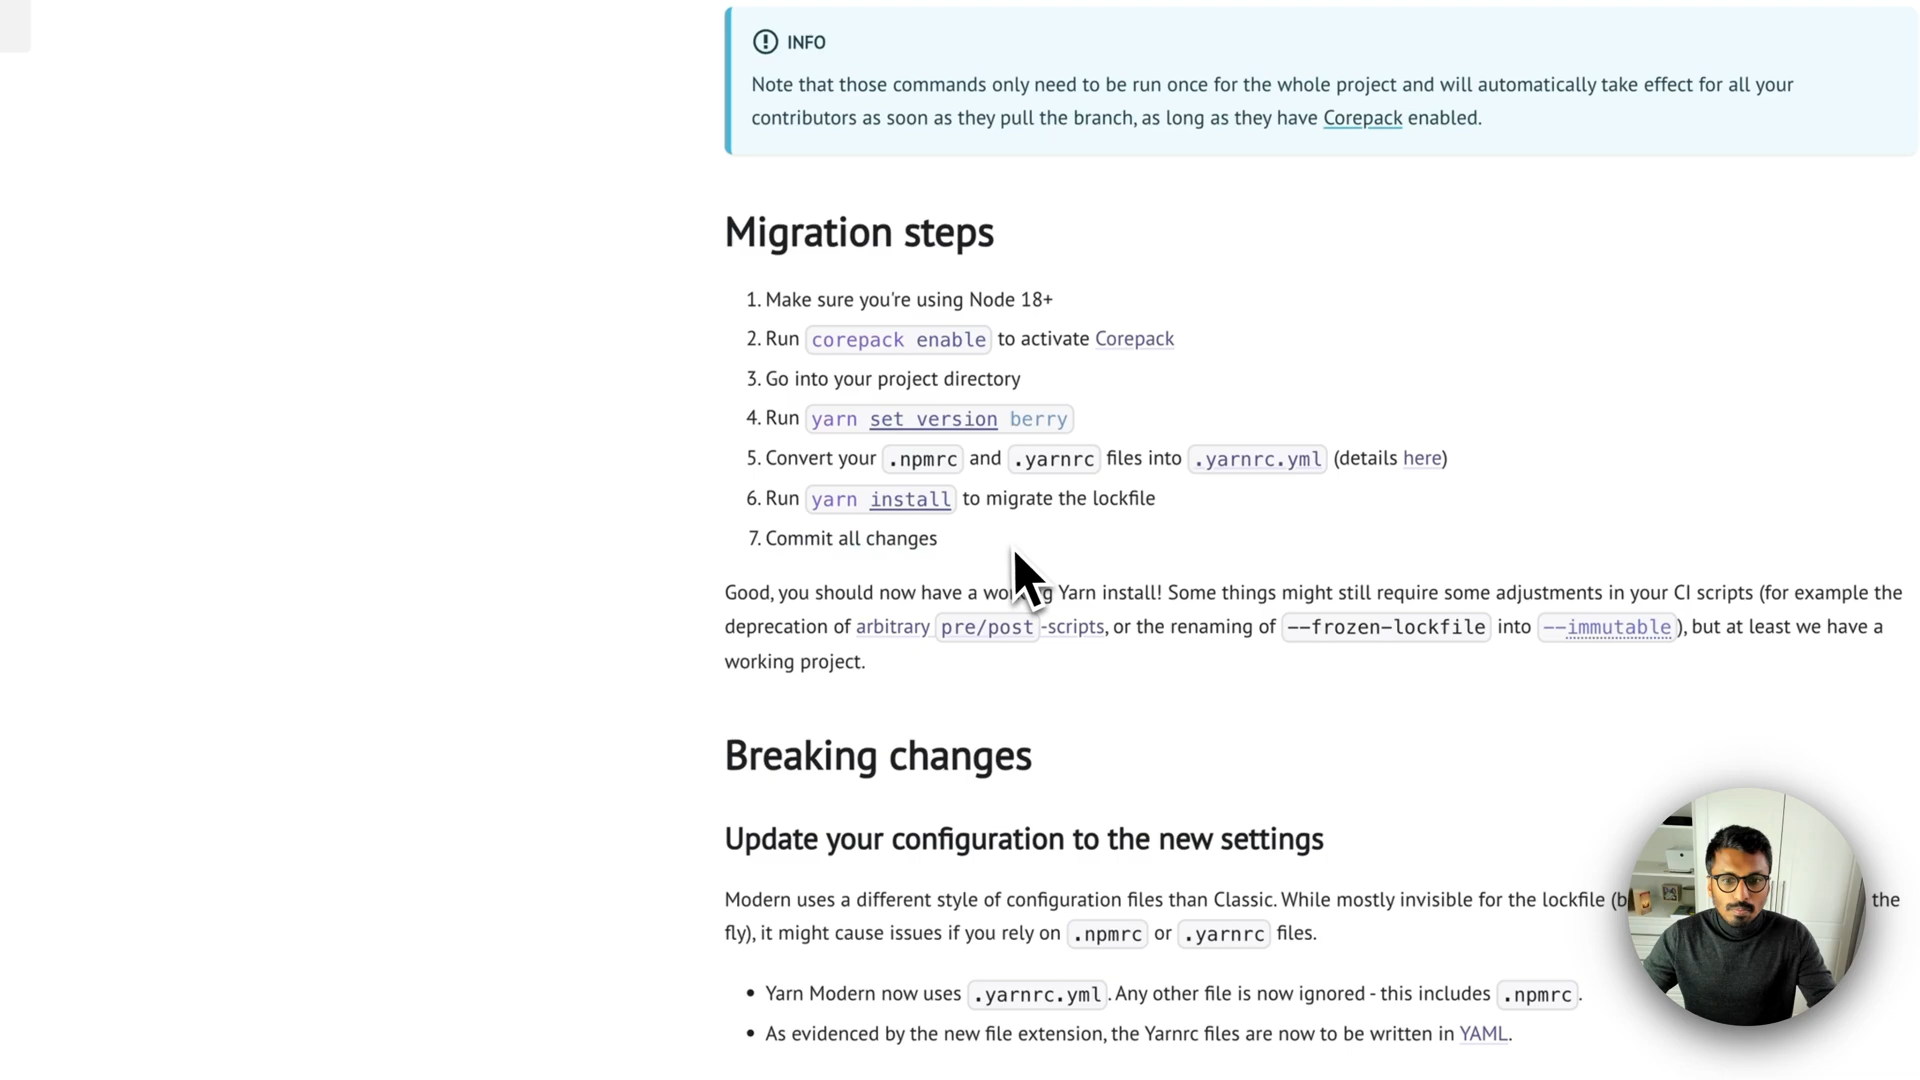 INFO
Note that those commands only need to be run once for the whole project and will automatically take effect for all your
contributors as soon as they pull the branch, as long as they have Corepack enabled.
Migration steps
1. Make sure you're using Node 18+
2. Run corepack enable to activate Corepack
3. Go into your project directory
4. Run yarn set version berry
5. Convert your .npmrc and .yarnrc files into .yarnrc.yml (details here)
6. Run yarn install to migrate the lockfile
7. Commit all changes
Good, you should now have a Yarn install! Some things might still require some adjustments in your CI scripts (for example the
deprecation of arbitrary pre/post-scripts, or the renaming of --frozen-lockfile into --immutable), but at least we have a
working project.
Breaking changes
Update your configuration to the new settings
Modern uses a different style of configuration files than Classic. While mostly invisible for the lockfile the
fly), it might cause issues if you rely on .npmrc or .yarnrc files.
• Yarn Modern now uses .yarnrc.yml. Any other file is now ignored - this includes .npmrc.
• As evidenced by the new file extension, the Yarnrc files are now to be written in YAML.